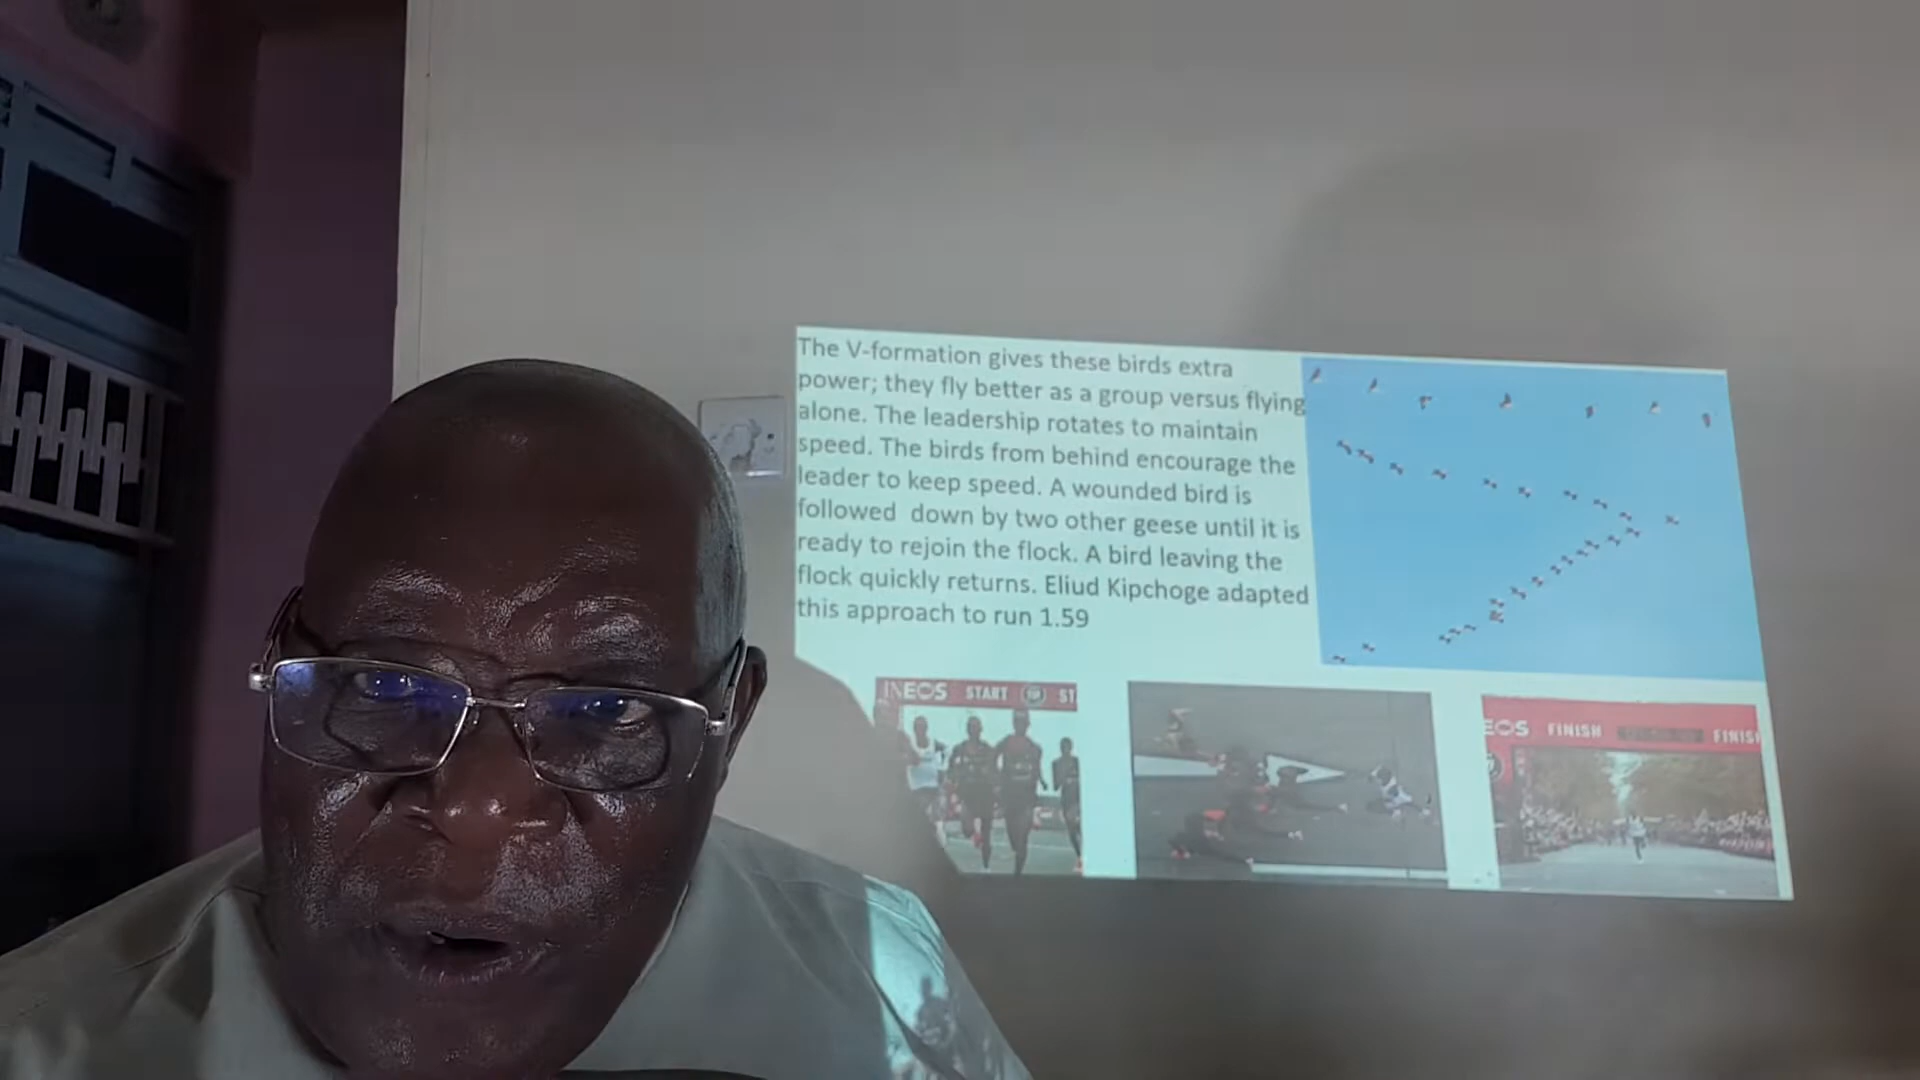 The V-formation gives these birds extra
power; they fly better as a group versus flying
alone. The leadership rotates to maintain
speed. The birds from behind encourage the
leader to keep speed. A wounded bird is
followed down by two other geese until it is
ready to rejoin the flock. A bird leaving the
flock quickly returns. Eliud Kipchoge adapted
this approach to run 1.59
INEOS START ST
EOS FINISH FINISH